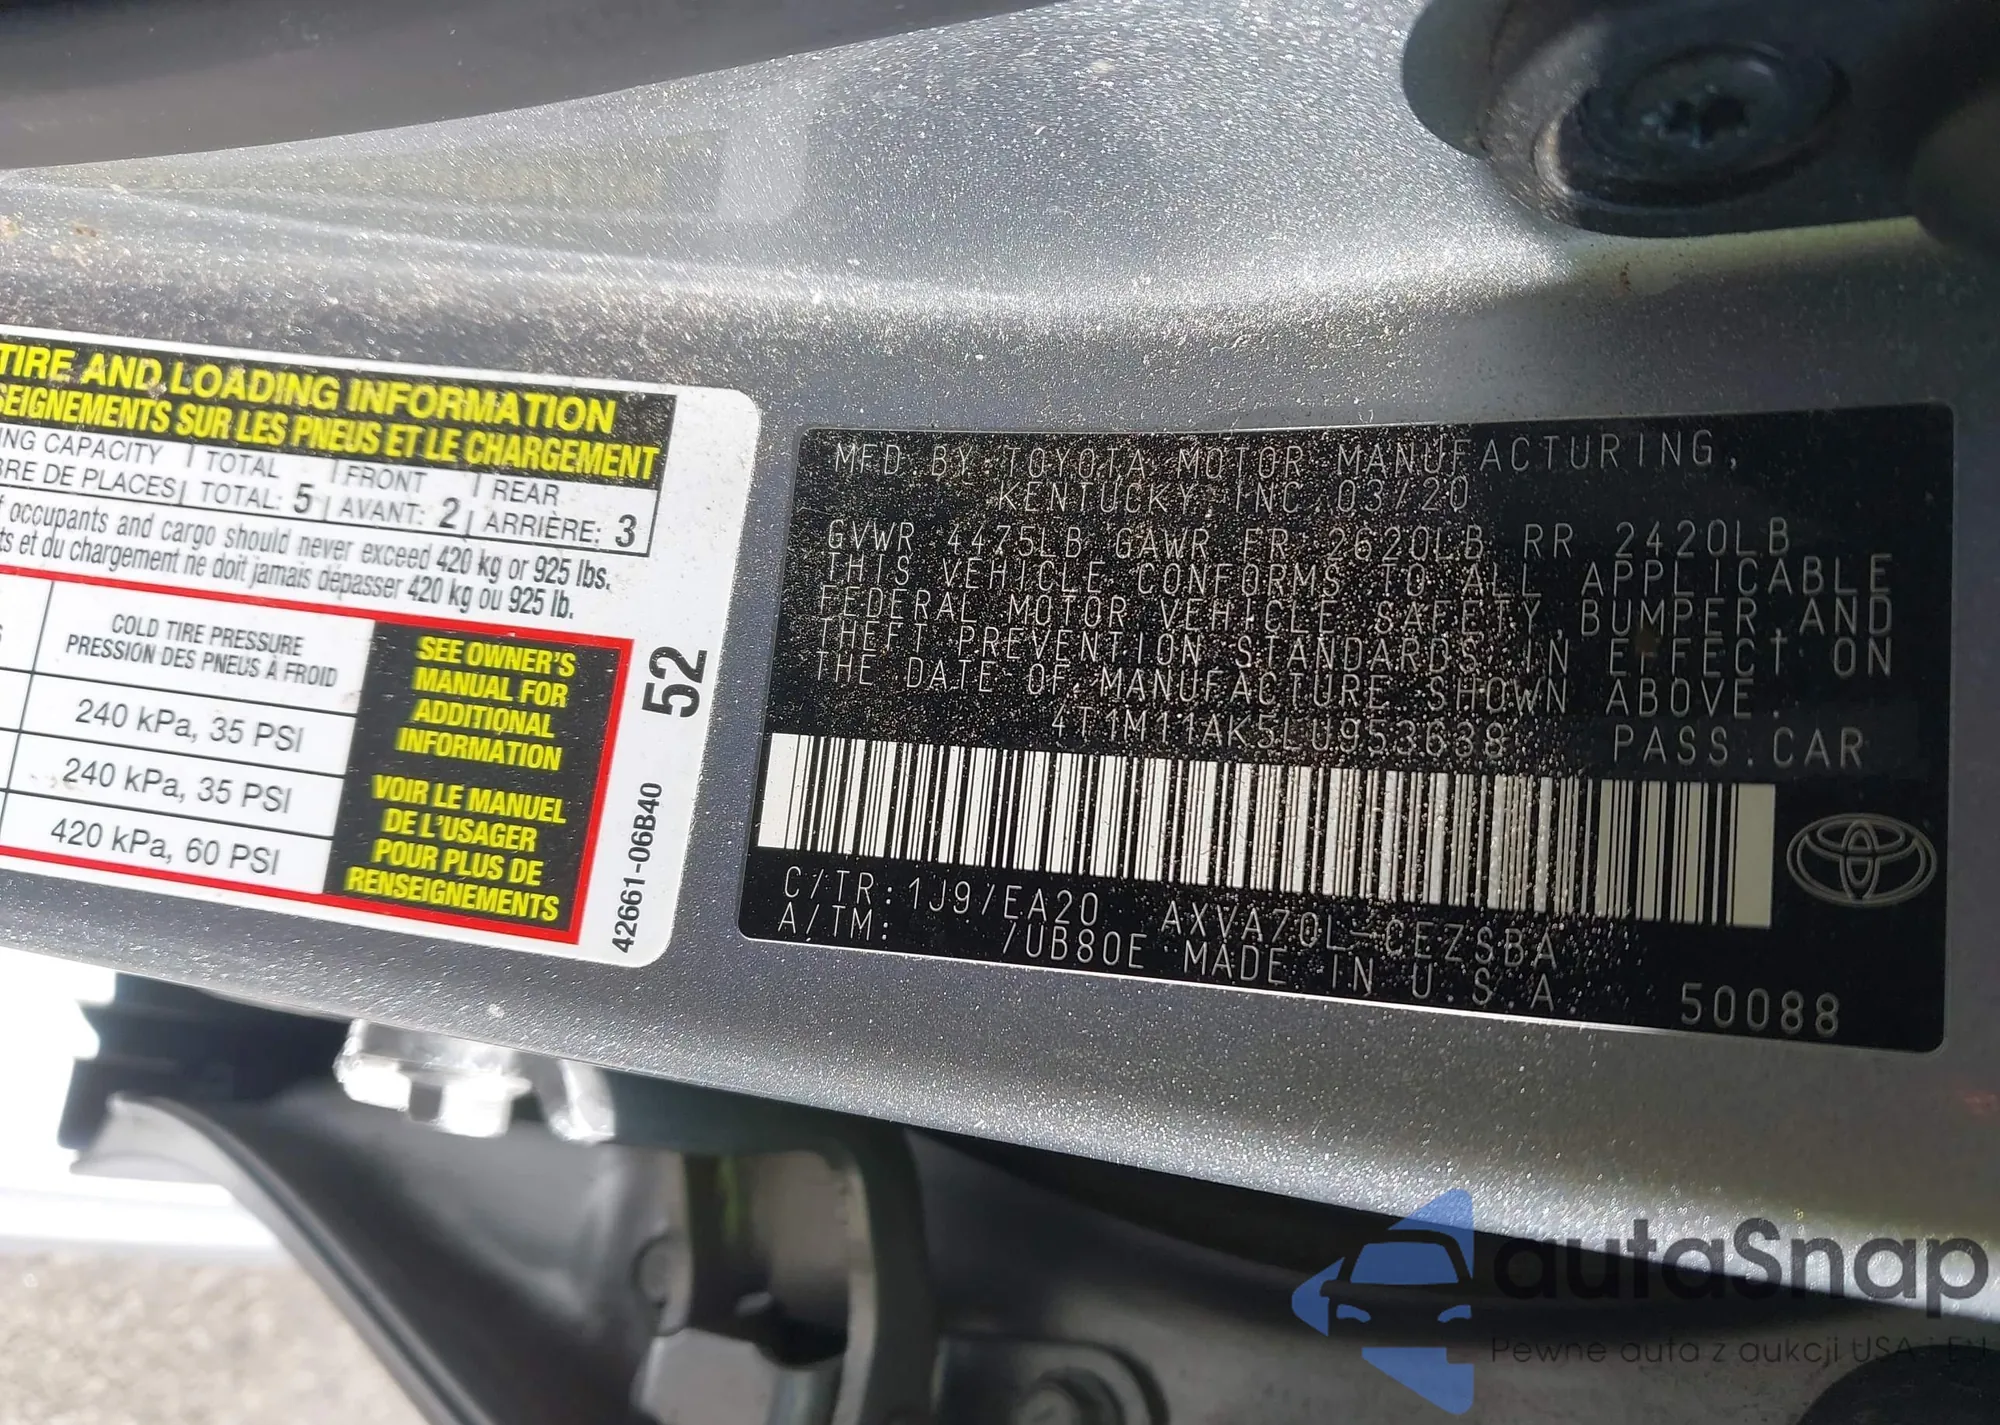 TIRE AND LOADING INFORMATION
SEIGNEMENTS SUR LES PNEUS ET LE CHARGEMENT
ING CAPACITY | TOTAL | FRONT | REAR
BRE DE PLACES | TOTAL: 5 | AVANT: 2 | ARRIÈRE: 3
f occupants and cargo should never exceed 420 kg or 925 lbs.
ts et du chargement ne doit jamais dépasser 420 kg ou 925 lb.
COLD TIRE PRESSURE
PRESSION DES PNEUS À FROID
240 kPa, 35 PSI
240 kPa, 35 PSI
420 kPa, 60 PSI
SEE OWNER'S
MANUAL FOR
ADDITIONAL
INFORMATION
VOIR LE MANUEL
DE L'USAGER
POUR PLUS DE
RENSEIGNEMENTS
52
42661-06B40
MFD.BY TOYOTA MOTOR MANUFACTURING,
KENTUCKY, INC.03/20
GVWR 4475LB GAWR FR 2620LB RR 2420LB
THIS VEHICLE CONFORMS TO ALL APPLICABLE
FEDERAL MOTOR VEHICLE SAFETY,BUMPER AND
THEFT PREVENTION STANDARDS IN EFFECT ON
THE DATE OF MANUFACTURE SHOWN ABOVE.
4T1M11AK5LU953638 PASS.CAR
C/TR:1J9/EA20 AXVA70L-CEZSBA
A/TM: /UB80E MADE IN U.S.A. 50088
autaSnap
Pewne auta z aukcji USA i EU